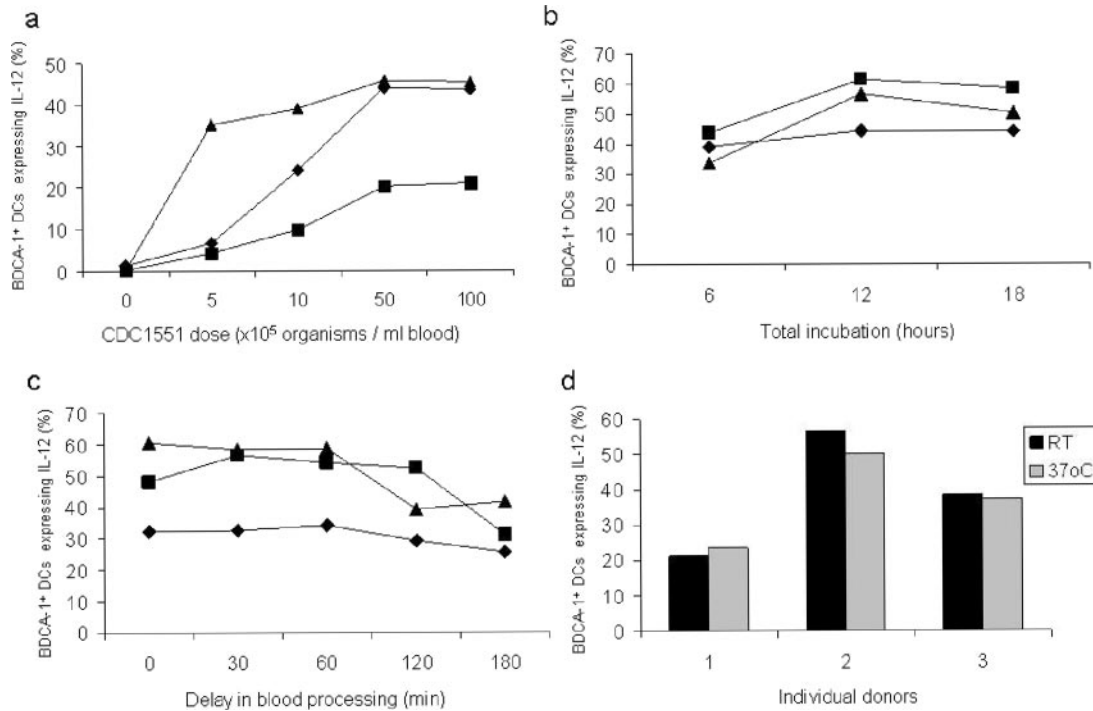 a
BDCA-1⁺ DCs expressing IL-12 (%)
50
40
30
20
10
0
0 5 10 50 100
CDC1551 dose (x10⁵ organisms / ml blood)
b
BDCA-1⁺ DCs expressing IL-12 (%)
70
60
50
40
30
20
10
0
6 12 18
Total incubation (hours)
c
BDCA-1⁺ DCs expressing IL-12 (%)
70
60
50
40
30
20
10
0
0 30 60 120 180
Delay in blood processing (min)
d
BDCA-1⁺ DCs expressing IL-12 (%)
60
50
40
30
20
10
0
1 2 3
Individual donors
RT
37oC